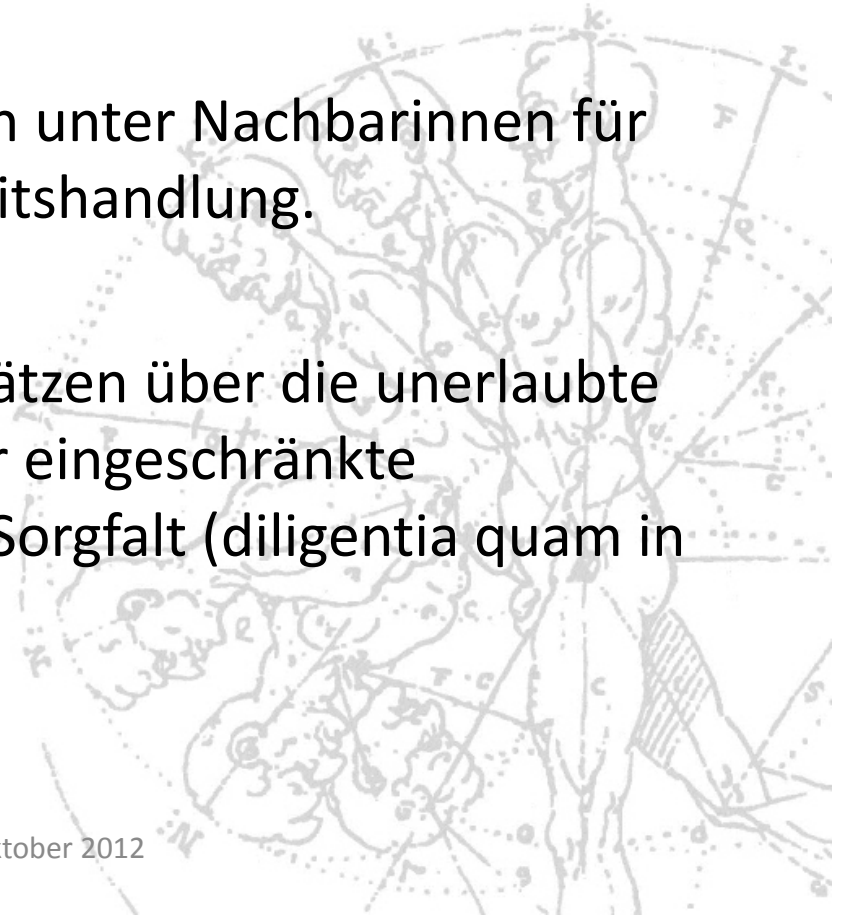 n unter Nachbarinnen für
itshandlung.
ätzen über die unerlaubte
r eingeschränkte
Sorgfalt (diligentia quam in
tober 2012